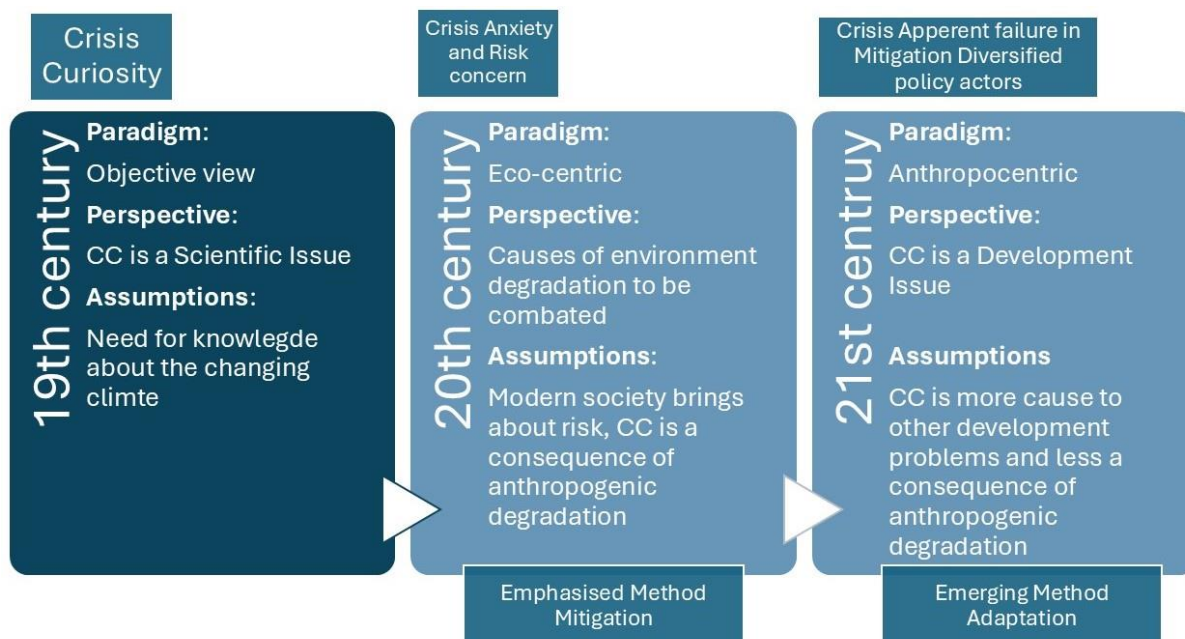 Crisis
Curiosity
19th century
Paradigm:
Objective view
Perspective:
CC is a Scientific Issue
Assumptions:
Need for knowlegde
about the changing
climte
Crisis Anxiety
and Risk
concern
20th century
Paradigm:
Eco-centric
Perspective:
Causes of environment
degradation to be
combated
Assumptions:
Modern society brings
about risk, CC is a
consequence of
anthropogenic
degradation
Emphasised Method
Mitigation
Crisis Apperent failure in
Mitigation Diversified
policy actors
21st centruy
Paradigm:
Anthropocentric
Perspective:
CC is a Development
Issue
Assumptions
CC is more cause to
other development
problems and less a
consequence of
anthropogenic
degradation
Emerging Method
Adaptation